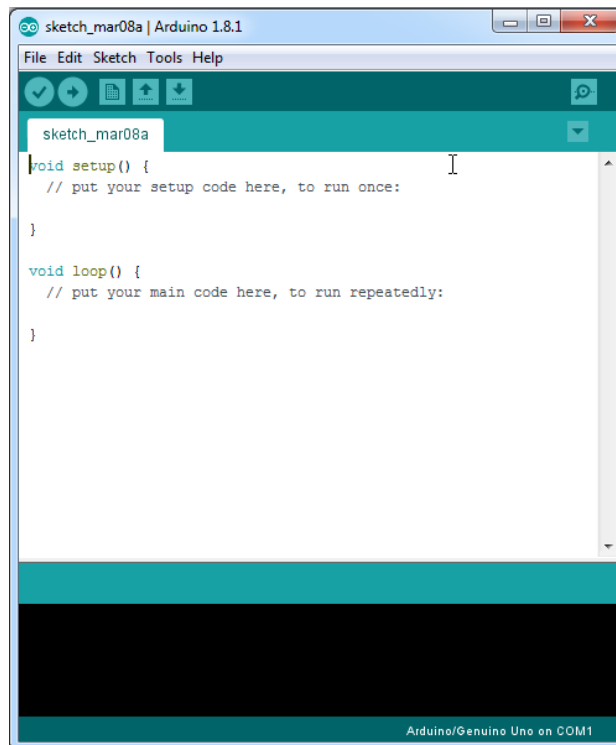 sketch_mar08a | Arduino 1.8.1
File Edit Sketch Tools Help
sketch_mar08a
void setup() {
  // put your setup code here, to run once:
}
void loop() {
  // put your main code here, to run repeatedly:
}
Arduino/Genuino Uno on COM1